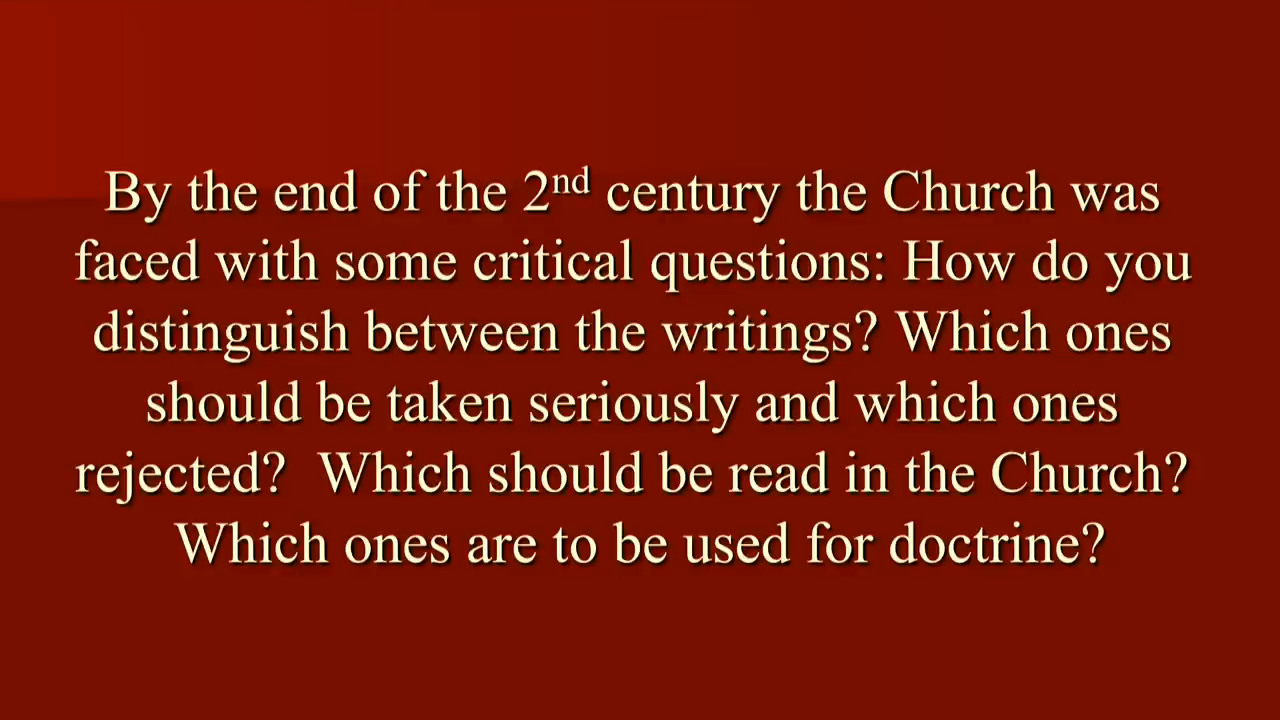 By the end of the 2nd century the Church was
faced with some critical questions: How do you
distinguish between the writings? Which ones
should be taken seriously and which ones
rejected?  Which should be read in the Church?
Which ones are to be used for doctrine?